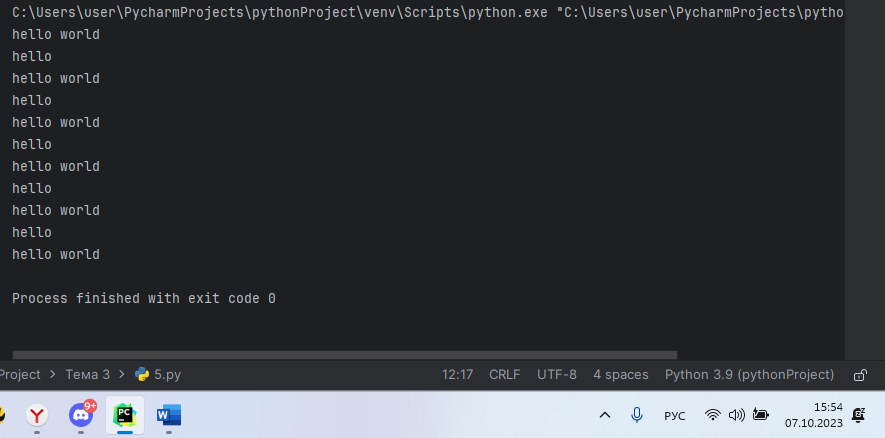 C:\Users\user\PycharmProjects\pythonProject\venv\Scripts\python.exe "C:\Users\user\PycharmProjects\pytho
hello world
hello
hello world
hello
hello world
hello
hello world
hello
hello world
hello
hello world
Process finished with exit code 0
Project > Тема 3 > 5.py 12:17 CRLF UTF-8 4 spaces Python 3.9 (pythonProject)
Y 9+ PC W РУС 15:54
07.10.2023